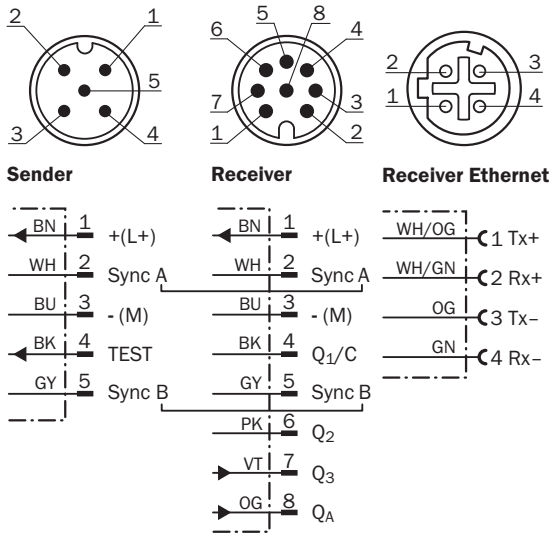 2 1
5
3 4
5 8
6 4
7 3
1 2
2 3
1 4
Sender
BN 1 +(L+)
WH 2 Sync A
BU 3 - (M)
BK 4 TEST
GY 5 Sync B
Receiver
BN 1 +(L+)
WH 2 Sync A
BU 3 - (M)
BK 4 Q1/C
GY 5 Sync B
PK 6 Q2
VT 7 Q3
OG 8 QA
Receiver Ethernet
WH/OG 1 Tx+
WH/GN 2 Rx+
OG 3 Tx–
GN 4 Rx–